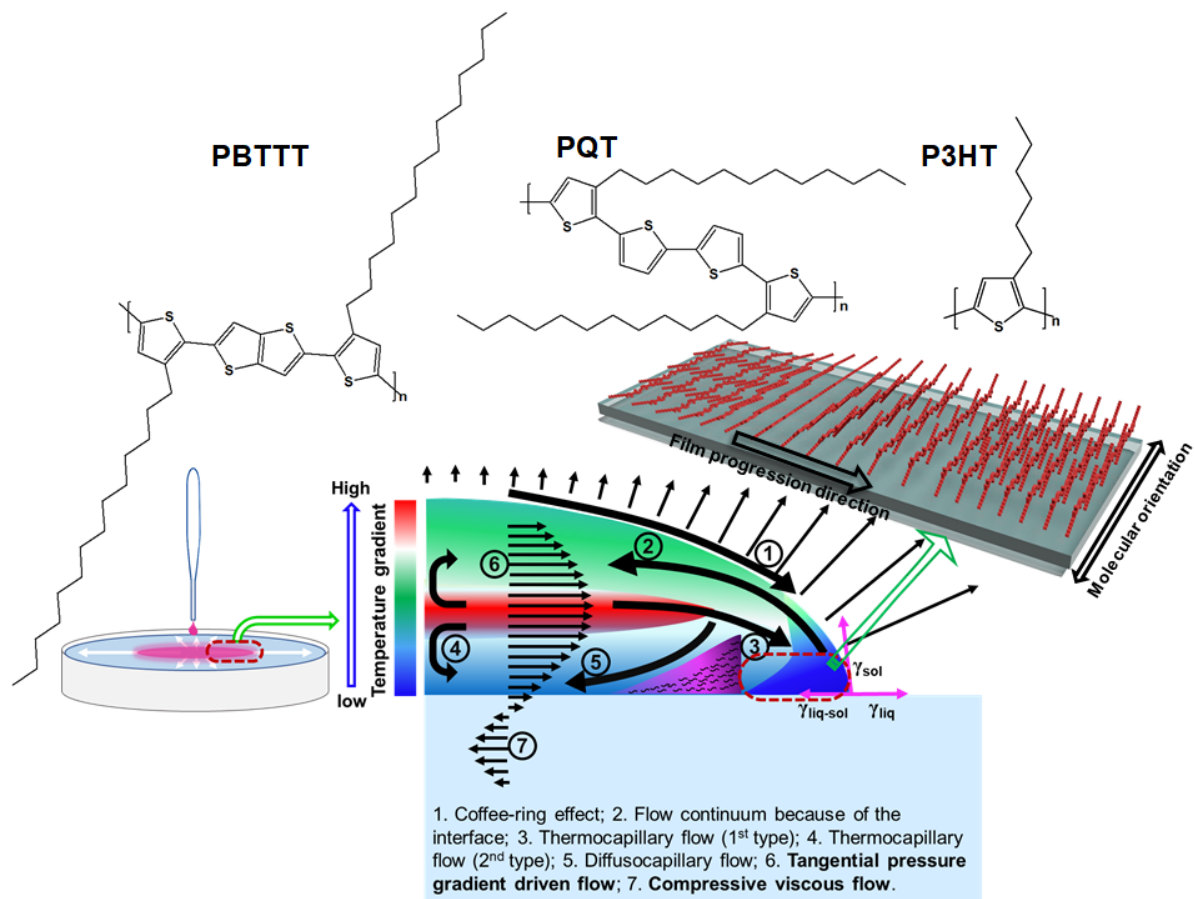 PBTTT
PQT
P3HT
S
S
S
S
n
S
S
S
S
n
S
n
Film progression direction
Molecular orientation
High
low
Temperature gradient
1
2
3
4
5
6
7
γsol
γliq-sol
γliq
1. Coffee-ring effect; 2. Flow continuum because of the
interface; 3. Thermocapillary flow (1st type); 4. Thermocapillary
flow (2nd type); 5. Diffusocapillary flow; 6. Tangential pressure
gradient driven flow; 7. Compressive viscous flow.